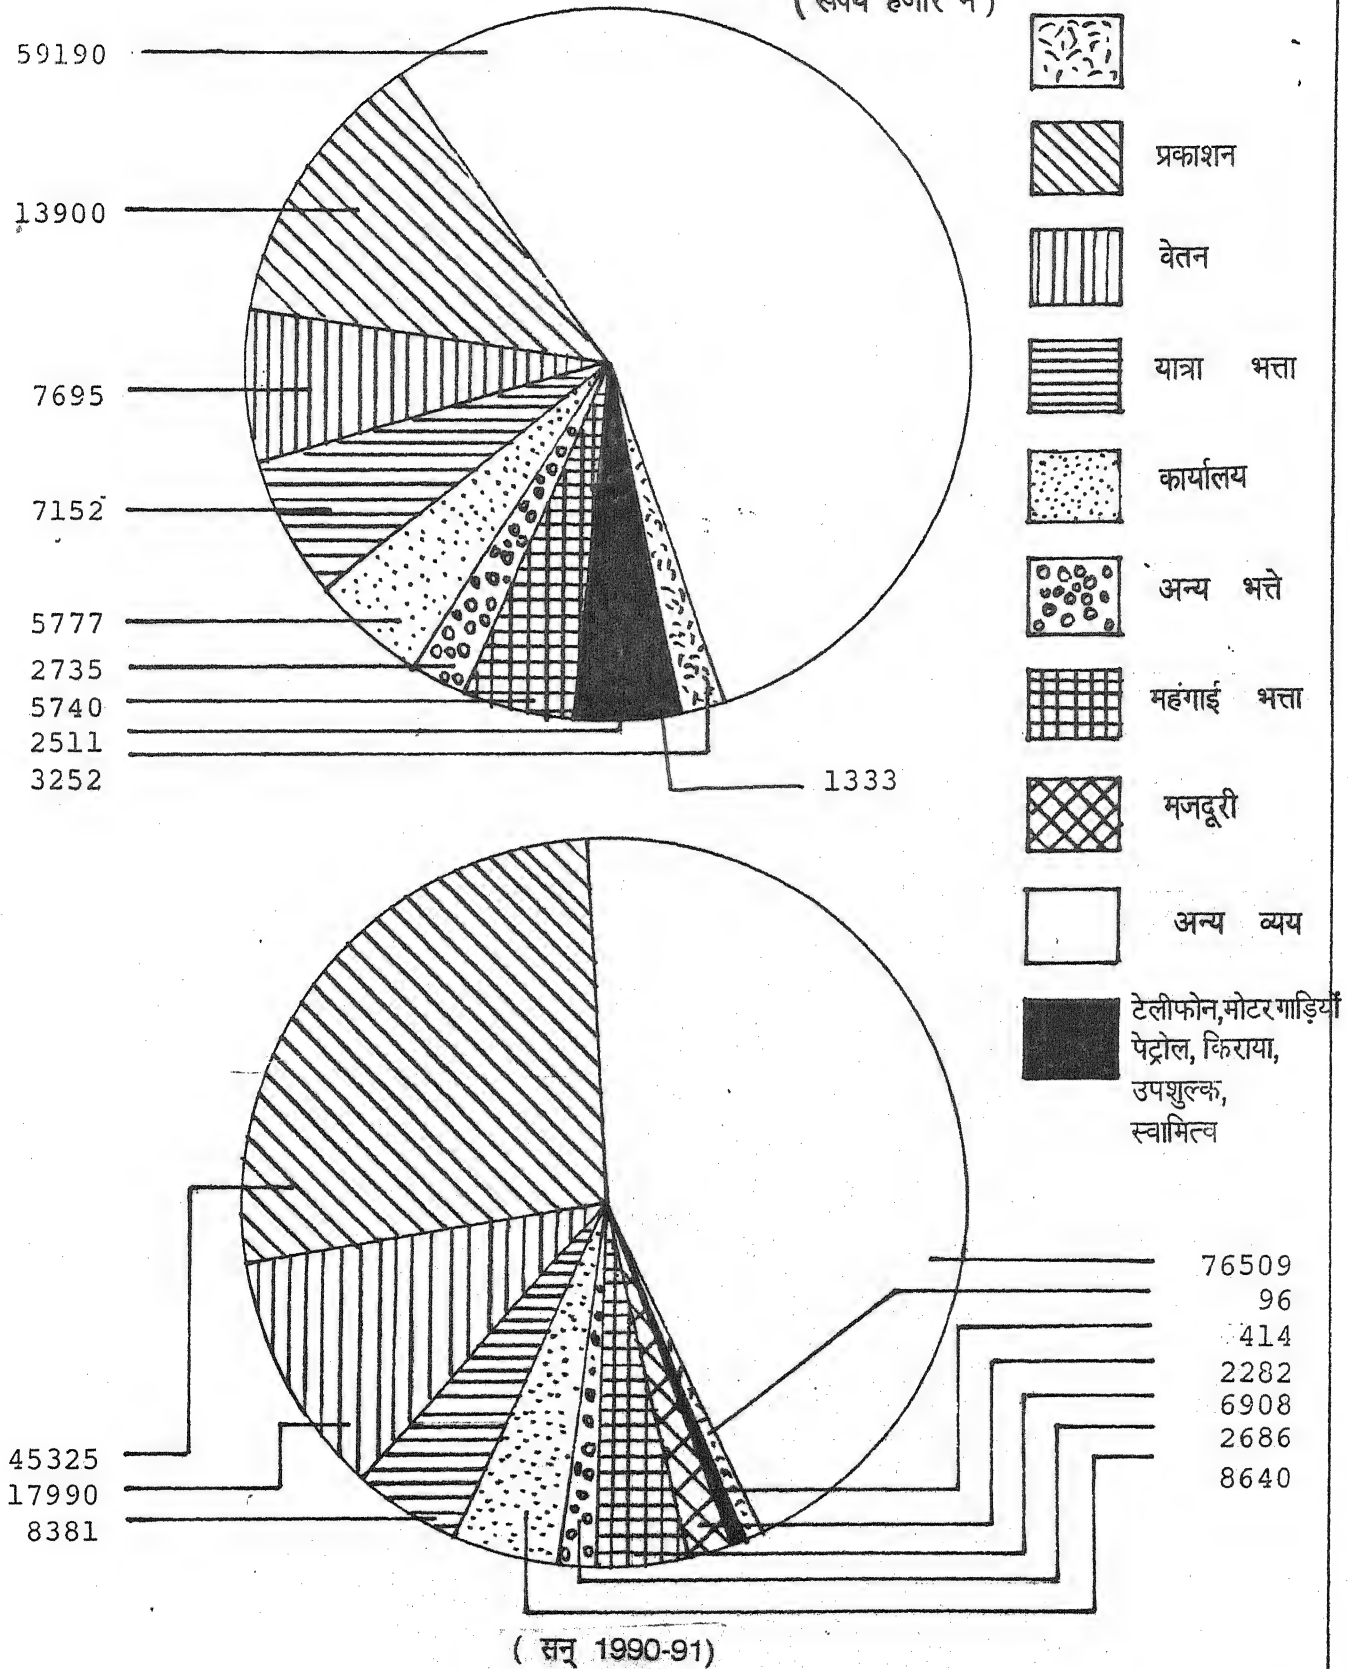 59190
13900
7695
7152
5777
2735
5740
2511
3252
1333
प्रकाशन
वेतन
यात्रा भत्ता
कार्यालय
अन्य भत्ते
महंगाई भत्ता
मजदूरी
अन्य व्यय
टेलीफोन,मोटरगाड़ियाँ
पेट्रोल, किराया,
उपशुल्क,
स्वामित्व
45325
17990
8381
76509
96
414
2282
6908
2686
8640
( सन् 1990-91)